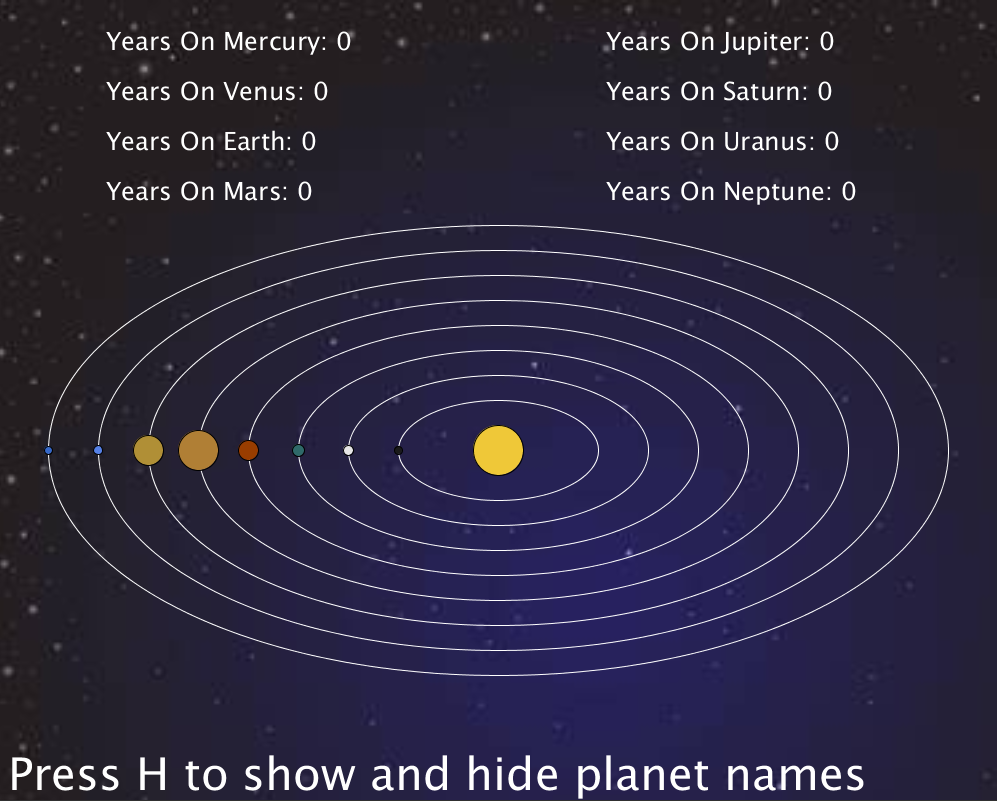 Years On Mercury: 0
Years On Venus: 0
Years On Earth: 0
Years On Mars: 0
Years On Jupiter: 0
Years On Saturn: 0
Years On Uranus: 0
Years On Neptune: 0
Press H to show and hide planet names